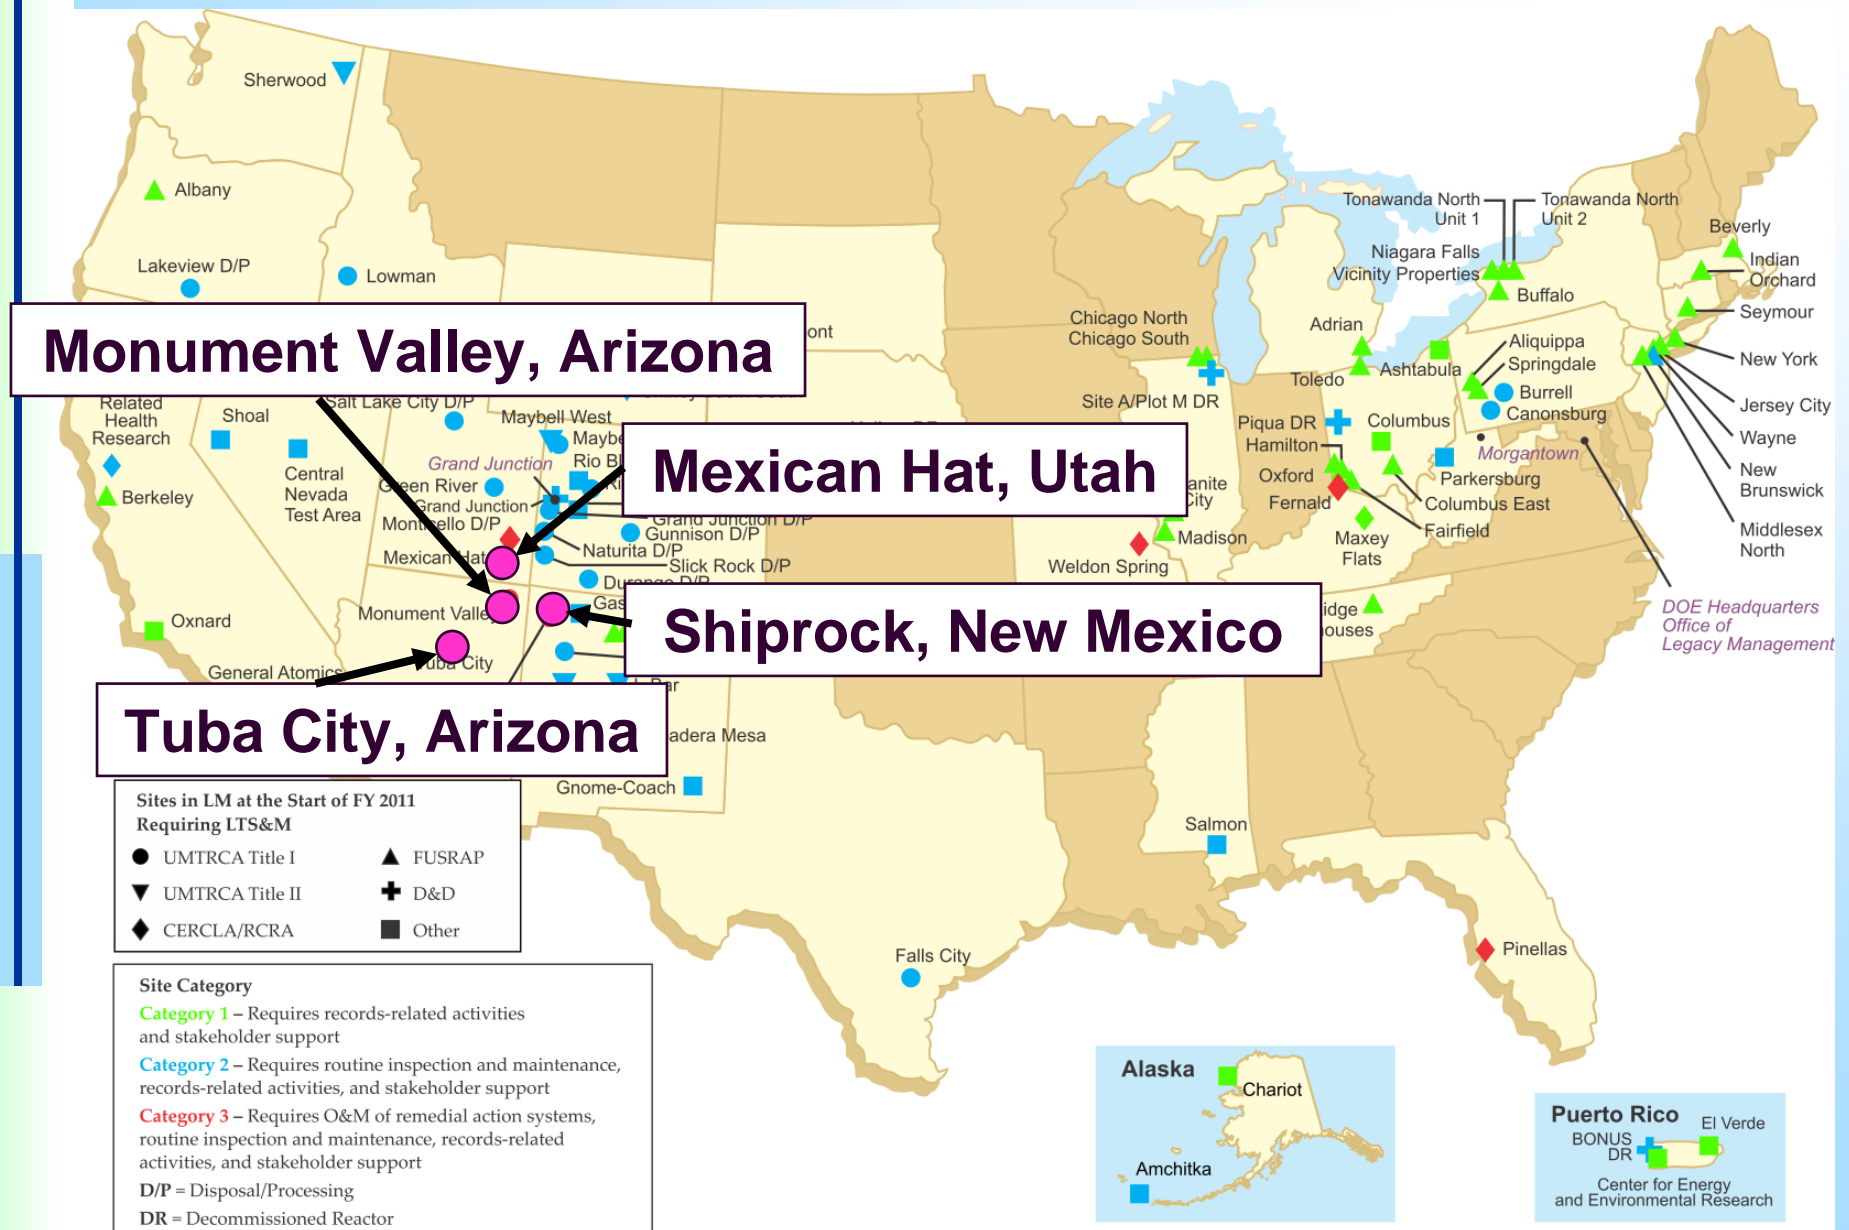 Sherwood
Albany
Lakeview D/P
Lowman
Tonawanda North
Unit 1
Tonawanda North
Unit 2
Niagara Falls
Vicinity Properties
Buffalo
Beverly
Indian
Orchard
Seymour
New York
Jersey City
Wayne
New
Brunswick
Middlesex
North
Monument Valley, Arizona
Chicago North
Chicago South
Site A/Plot M DR
Adrian
Toledo
Ashtabula
Aliquippa
Springdale
Burrell
Canonsburg
Related
Health
Research
Berkeley
Shoal
Central
Nevada
Test Area
Salt Lake City D/P
Maybell West
Grand Junction
Green River
Grand Junction
Monticello D/P
Mexican Hat
Mexican Hat, Utah
Grand Junction D/P
Gunnison D/P
Naturita D/P
Slick Rock D/P
Durango D/P
Piqua DR
Hamilton
Oxford
Fernald
Columbus
Morgantown
Parkersburg
Columbus East
Fairfield
Maxey
Flats
City
Madison
Weldon Spring
Oxnard
General Atomics
Monument Valley
Tuba City
Shiprock, New Mexico
DOE Headquarters
Office of
Legacy Management
Tuba City, Arizona
Mesa
Gnome-Coach
Salmon
Falls City
Pinellas
Sites in LM at the Start of FY 2011
Requiring LTS&M
UMTRCA Title I
FUSRAP
UMTRCA Title II
D&D
CERCLA/RCRA
Other
Site Category
Category 1 – Requires records-related activities
and stakeholder support
Category 2 – Requires routine inspection and maintenance,
records-related activities, and stakeholder support
Category 3 – Requires O&M of remedial action systems,
routine inspection and maintenance, records-related
activities, and stakeholder support
D/P = Disposal/Processing
DR = Decommissioned Reactor
Alaska
Chariot
Amchitka
Puerto Rico
El Verde
BONUS
DR
Center for Energy
and Environmental Research